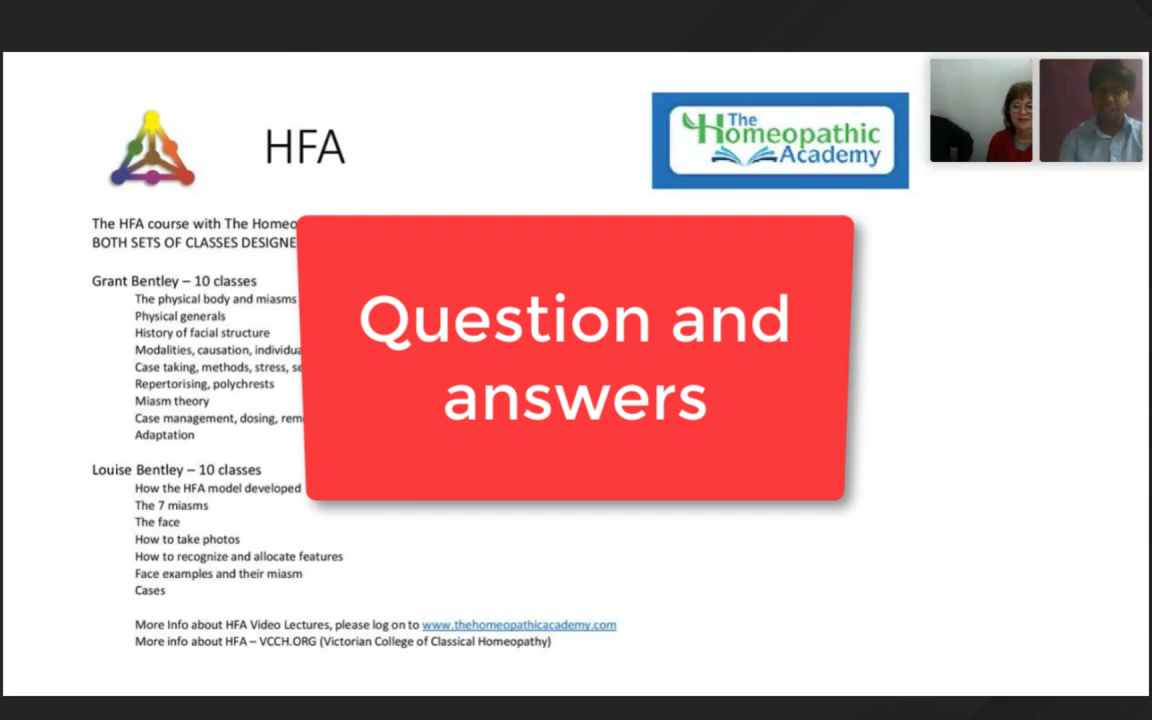 HFA
The
Homeopathic
Academy
The HFA course with The Homeo
BOTH SETS OF CLASSES DESIGNE
Question and
answers
Grant Bentley – 10 classes
The physical body and miasms
Physical generals
History of facial structure
Modalities, causation, individua
Case taking, methods, stress, se
Repertorising, polychrests
Miasm theory
Case management, dosing, rem
Adaptation
Louise Bentley – 10 classes
How the HFA model developed
The 7 miasms
The face
How to take photos
How to recognize and allocate features
Face examples and their miasm
Cases
More Info about HFA Video Lectures, please log on to www.thehomeopathicacademy.com
More info about HFA – VCCH.ORG (Victorian College of Classical Homeopathy)